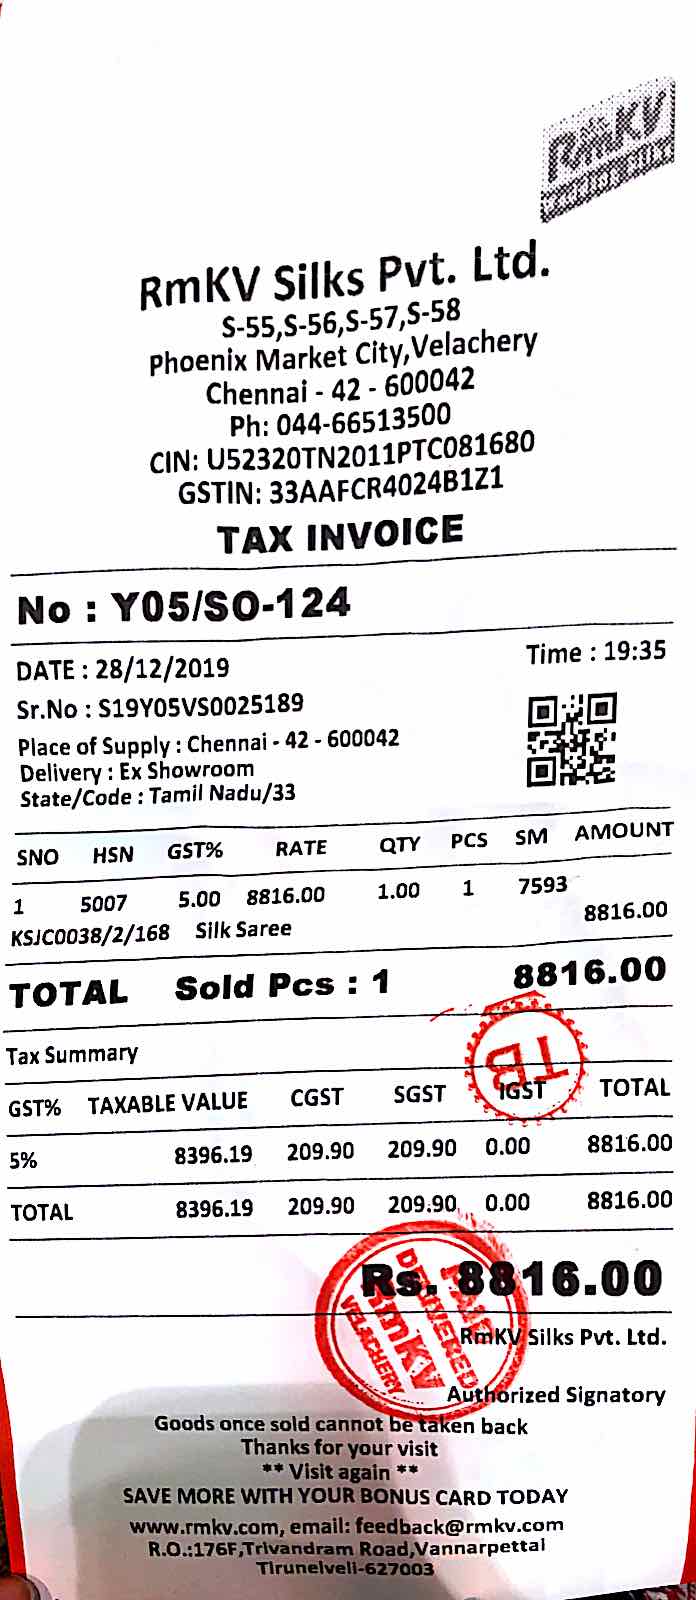 RmKV
Wedding Silks
RmKV Silks Pvt. Ltd.
S-55,S-56,S-57,S-58
Phoenix Market City,Velachery
Chennai - 42 - 600042
Ph: 044-66513500
CIN: U52320TN2011PTC081680
GSTIN: 33AAFCR4024B1Z1
TAX INVOICE
No : Y05/SO-124
DATE : 28/12/2019 Time : 19:35
Sr.No : S19Y05VS0025189
Place of Supply : Chennai - 42 - 600042
Delivery : Ex Showroom
State/Code : Tamil Nadu/33
SNO HSN GST% RATE QTY PCS SM AMOUNT
1 5007 5.00 8816.00 1.00 1 7593
KSJC0038/2/168 Silk Saree 8816.00
TOTAL Sold Pcs : 1 8816.00
TB
Tax Summary
GST% TAXABLE VALUE CGST SGST IGST TOTAL
5% 8396.19 209.90 209.90 0.00 8816.00
TOTAL 8396.19 209.90 209.90 0.00 8816.00
Rs. 8816.00
PAID
DELIVERED
RmKV
VELACHERY
RmKV Silks Pvt. Ltd.
Authorized Signatory
Goods once sold cannot be taken back
Thanks for your visit
** Visit again **
SAVE MORE WITH YOUR BONUS CARD TODAY
www.rmkv.com, email: feedback@rmkv.com
R.O.:176F,Trivandram Road,Vannarpettai
Tirunelveli-627003